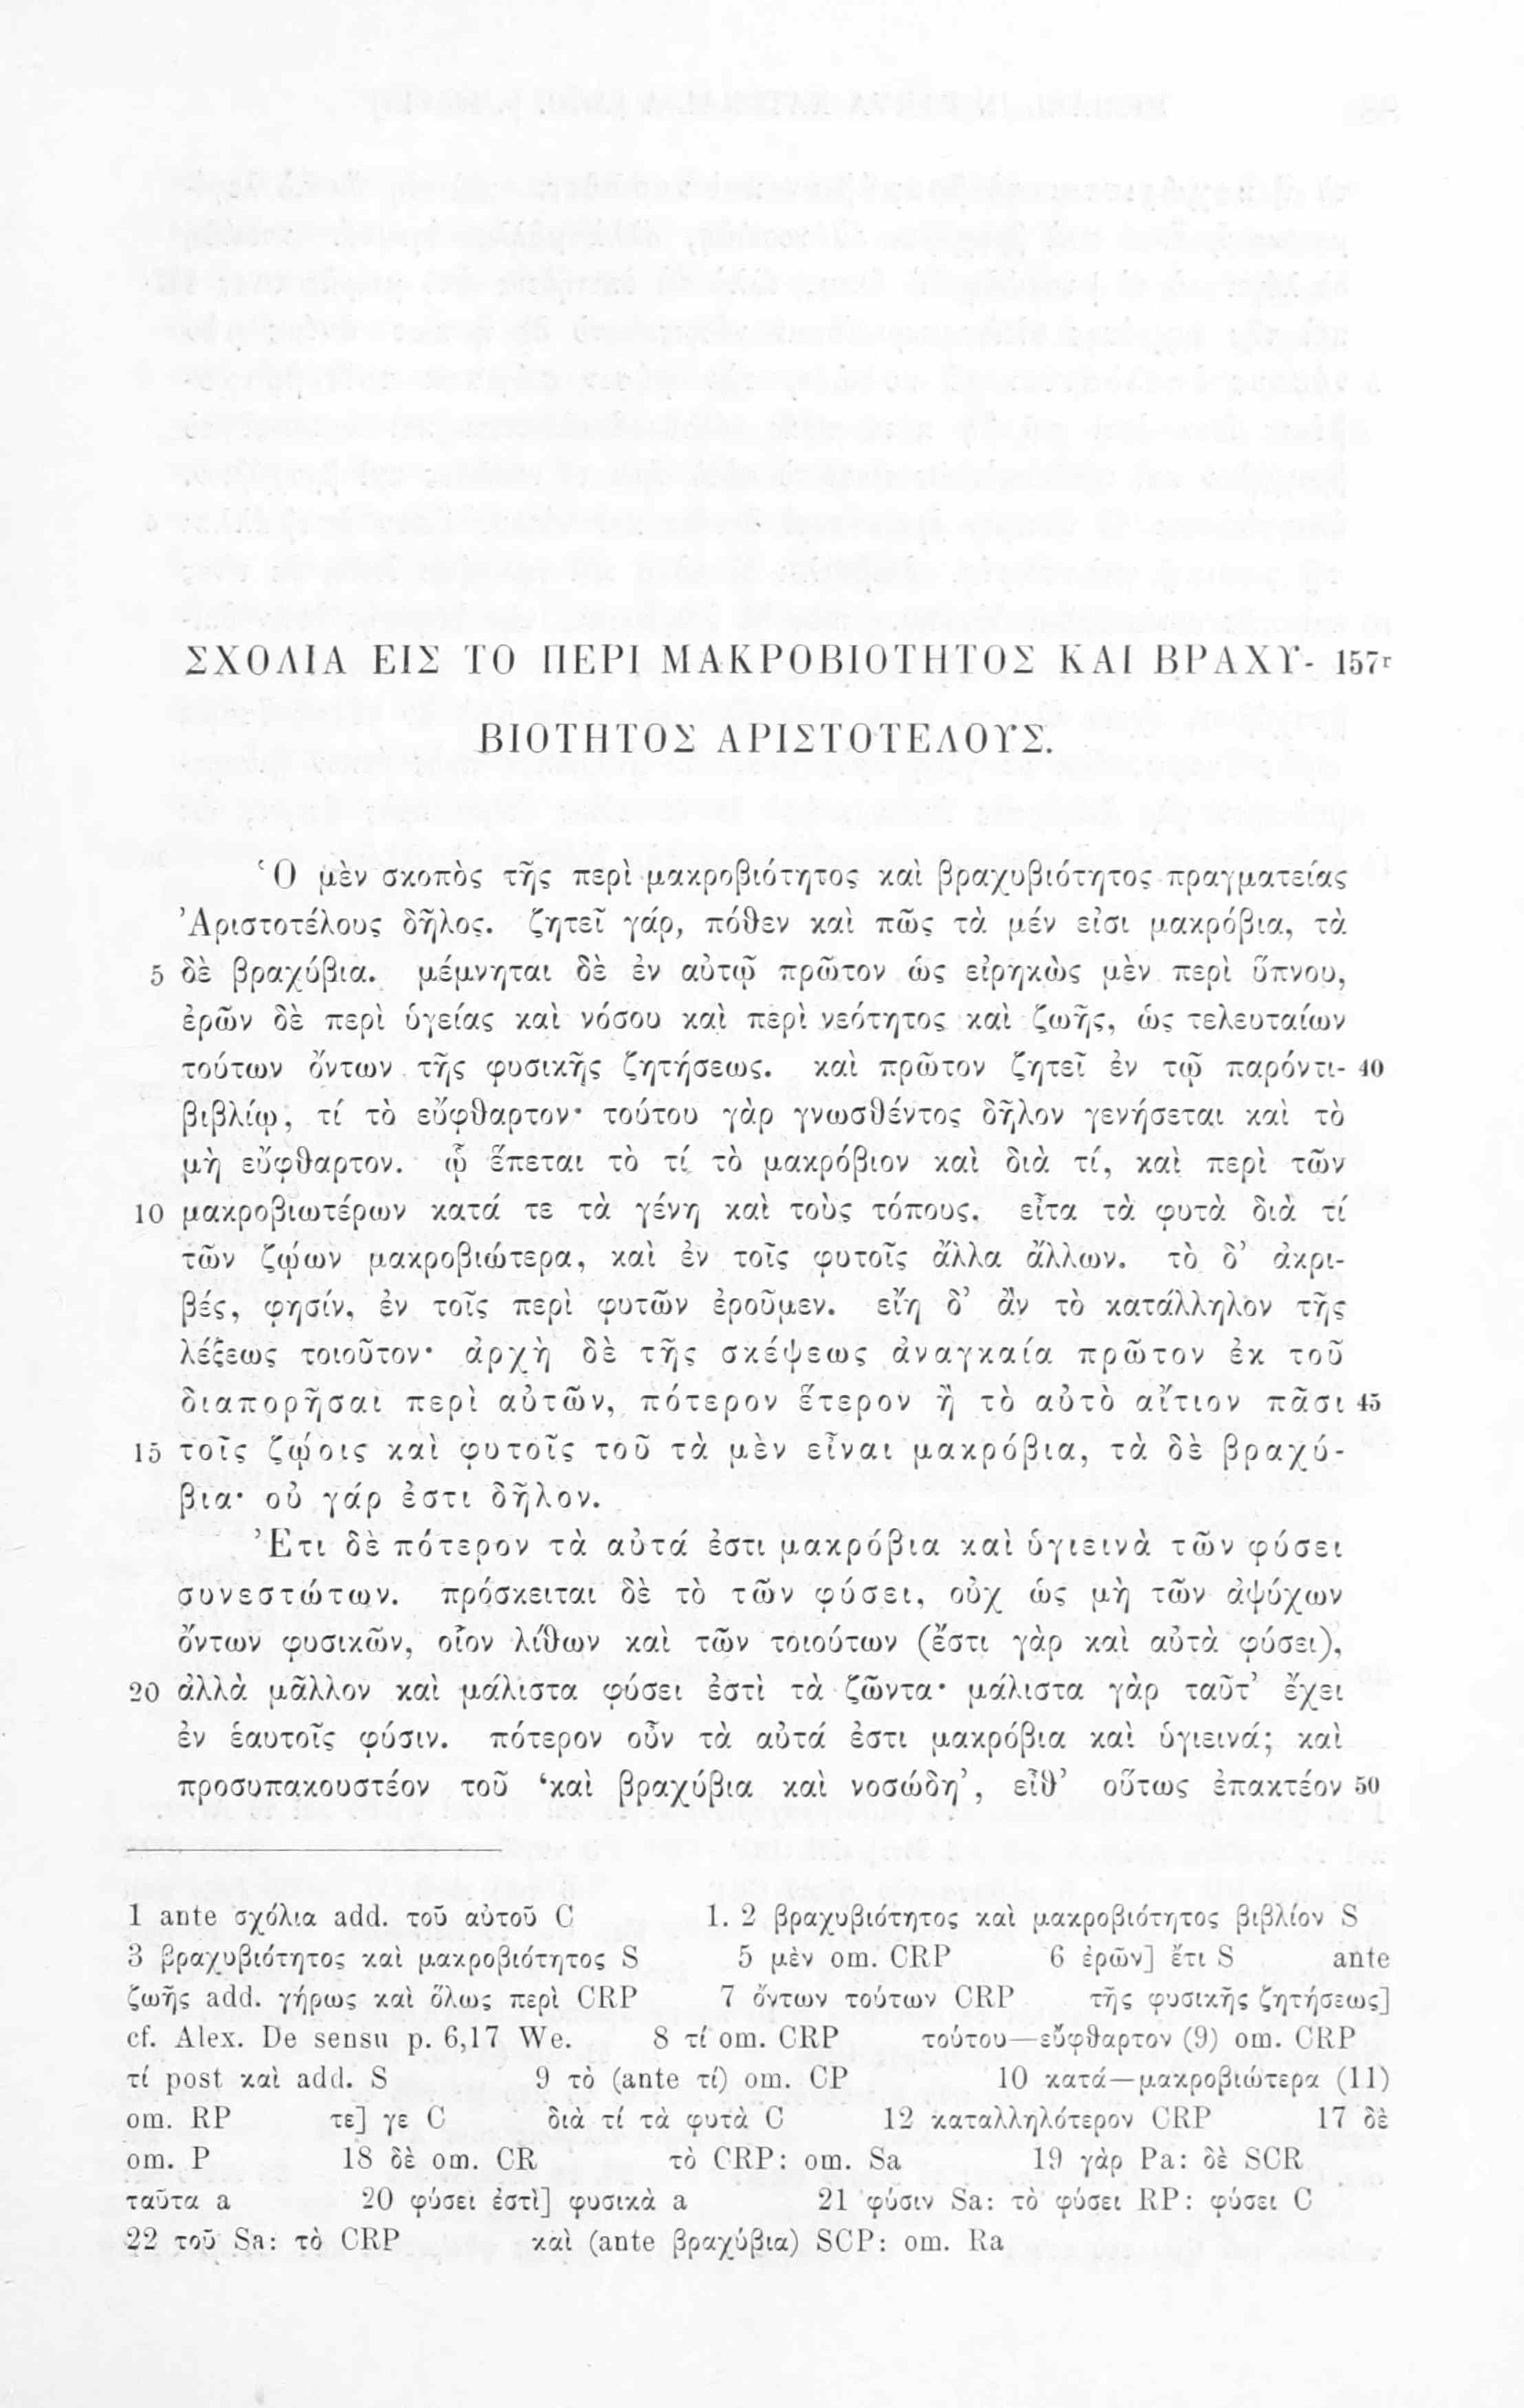 ΣΧΟΛΙΑ ΕΙΣ ΤΟ ΠΕΡΙ ΜΑΚΡΟΒΙΟΤΗΤΟΣ ΚΑΙ ΒΡΑΧΥ- 157r
ΒΙΟΤΗΤΟΣ ΑΡΙΣΤΟΤΕΛΟΥΣ.
Ὁ μὲν σκοπὸς τῆς περὶ μακροβιότητος καὶ βραχυβιότητος πραγματείας
Ἀριστοτέλους δῆλος. ζητεῖ γάρ, πόθεν καὶ πῶς τὰ μέν εἰσι μακρόβια, τὰ
5 δὲ βραχύβια. μέμνηται δὲ ἐν αὐτῷ πρῶτον ὡς εἰρηκὼς μὲν περὶ ὕπνου,
ἐρῶν δὲ περὶ ὑγείας καὶ νόσου καὶ περὶ νεότητος καὶ ζωῆς, ὡς τελευταίων
τούτων ὄντων τῆς φυσικῆς ζητήσεως. καὶ πρῶτον ζητεῖ ἐν τῷ παρόντι- 40
βιβλίῳ, τί τὸ εὔφθαρτον· τούτου γὰρ γνωσθέντος δῆλον γενήσεται καὶ τὸ
μὴ εὔφθαρτον. ᾧ ἕπεται τὸ τί τὸ μακρόβιον καὶ διὰ τί, καὶ περὶ τῶν
10 μακροβιωτέρων κατά τε τὰ γένη καὶ τοὺς τόπους. εἶτα τὰ φυτὰ διὰ τί
τῶν ζῴων μακροβιώτερα, καὶ ἐν τοῖς φυτοῖς ἄλλα ἄλλων. τὸ δ’ ἀκρι-
βές, φησίν, ἐν τοῖς περὶ φυτῶν ἐροῦμεν. εἴη δ’ ἂν τὸ κατάλληλον τῆς
λέξεως τοιοῦτον· ἀρχὴ δὲ τῆς σκέψεως ἀναγκαία πρῶτον ἐκ τοῦ
διαπορῆσαι περὶ αὐτῶν, πότερον ἕτερον ἢ τὸ αὐτὸ αἴτιον πᾶσι 45
15 τοῖς ζῴοις καὶ φυτοῖς τοῦ τὰ μὲν εἶναι μακρόβια, τὰ δὲ βραχύ-
βια· οὐ γάρ ἐστι δῆλον.
Ἔτι δὲ πότερον τὰ αὐτά ἐστι μακρόβια καὶ ὑγιεινὰ τῶν φύσει
συνεστώτων. πρόσκειται δὲ τὸ τῶν φύσει, οὐχ ὡς μὴ τῶν ἀψύχων
ὄντων φυσικῶν, οἷον λίθων καὶ τῶν τοιούτων (ἔστι γὰρ καὶ αὐτὰ φύσει),
20 ἀλλὰ μᾶλλον καὶ μάλιστα φύσει ἐστὶ τὰ ζῶντα· μάλιστα γὰρ ταῦτ’ ἔχει
ἐν ἑαυτοῖς φύσιν. πότερον οὖν τὰ αὐτά ἐστι μακρόβια καὶ ὑγιεινά; καὶ
προσυπακουστέον τοῦ ‘καὶ βραχύβια καὶ νοσώδη’, εἶθ’ οὕτως ἐπακτέον 50
1 ante σχόλια add. τοῦ αὐτοῦ C 1. 2 βραχυβιότητος καὶ μακροβιότητος βιβλίον S
3 βραχυβιότητος καὶ μακροβιότητος S 5 μὲν om. CRP 6 ἐρῶν] ἔτι S ante
ζωῆς add. γήρως καὶ ὅλως περὶ CRP 7 ὄντων τούτων CRP τῆς φυσικῆς ζητήσεως]
cf. Alex. De sensu p. 6,17 We. 8 τί om. CRP τούτου—εὔφθαρτον (9) om. CRP
τί post καὶ add. S 9 τὸ (ante τί) om. CP 10 κατά—μακροβιώτερα (11)
om. RP τε] γε C διὰ τί τὰ φυτὰ C 12 καταλληλότερον CRP 17 δὲ
om. P 18 δὲ om. CR τὸ CRP: om. Sa 19 γὰρ Pa: δὲ SCR
ταῦτα a 20 φύσει ἐστὶ] φυσικὰ a 21 φύσιν Sa: τὸ φύσει RP: φύσει C
22 τοῦ Sa: τὸ CRP καὶ (ante βραχύβια) SCP: om. Ra